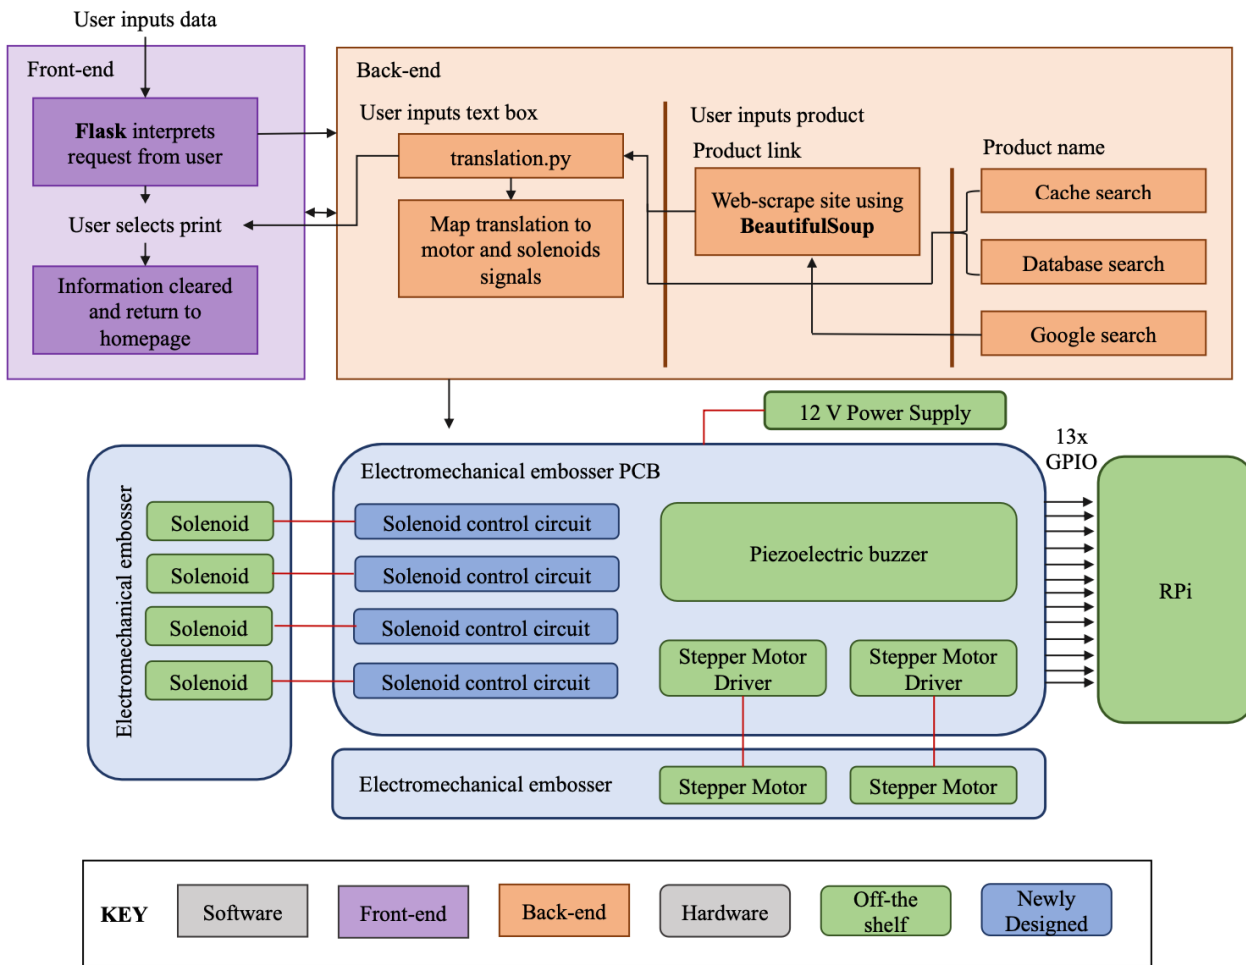 User inputs data
Front-end
Flask interprets
request from user
User selects print
Information cleared
and return to
homepage
Back-end
User inputs text box
translation.py
Map translation to
motor and solenoids
signals
User inputs product
Product link
Web-scrape site using
BeautifulSoup
Product name
Cache search
Database search
Google search
12 V Power Supply
Electromechanical embosser
Solenoid
Solenoid
Solenoid
Solenoid
Electromechanical embosser PCB
Solenoid control circuit
Solenoid control circuit
Solenoid control circuit
Solenoid control circuit
Piezoelectric buzzer
Stepper Motor
Driver
Stepper Motor
Driver
13x
GPIO
RPi
Electromechanical embosser
Stepper Motor
Stepper Motor
KEY
Software
Front-end
Back-end
Hardware
Off-the
shelf
Newly
Designed